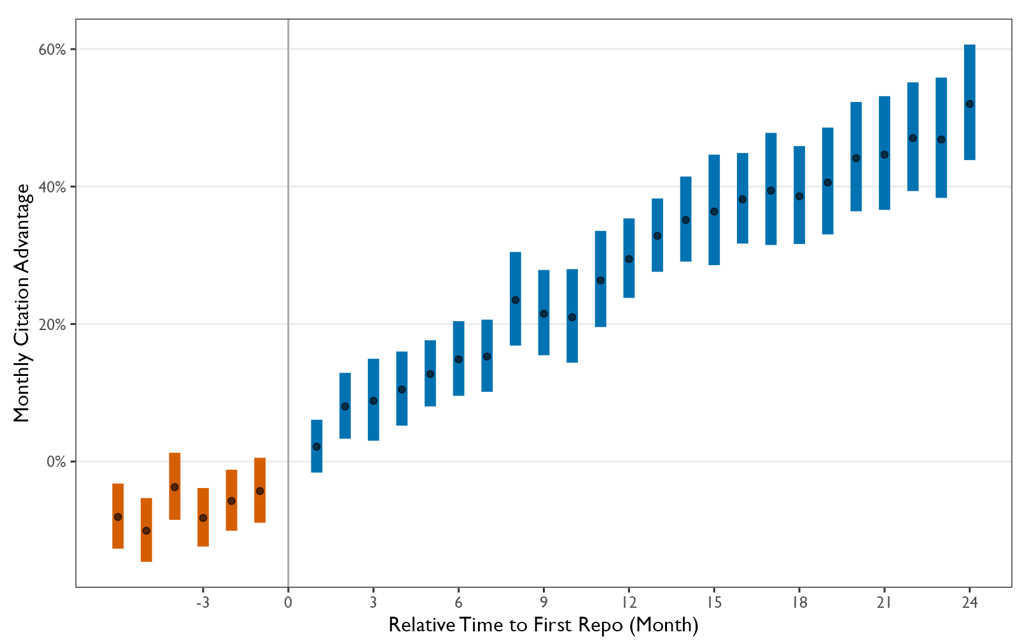 60%
40%
20%
0%
Monthly Citation Advantage
-3 0 3 6 9 12 15 18 21 24
Relative Time to First Repo (Month)